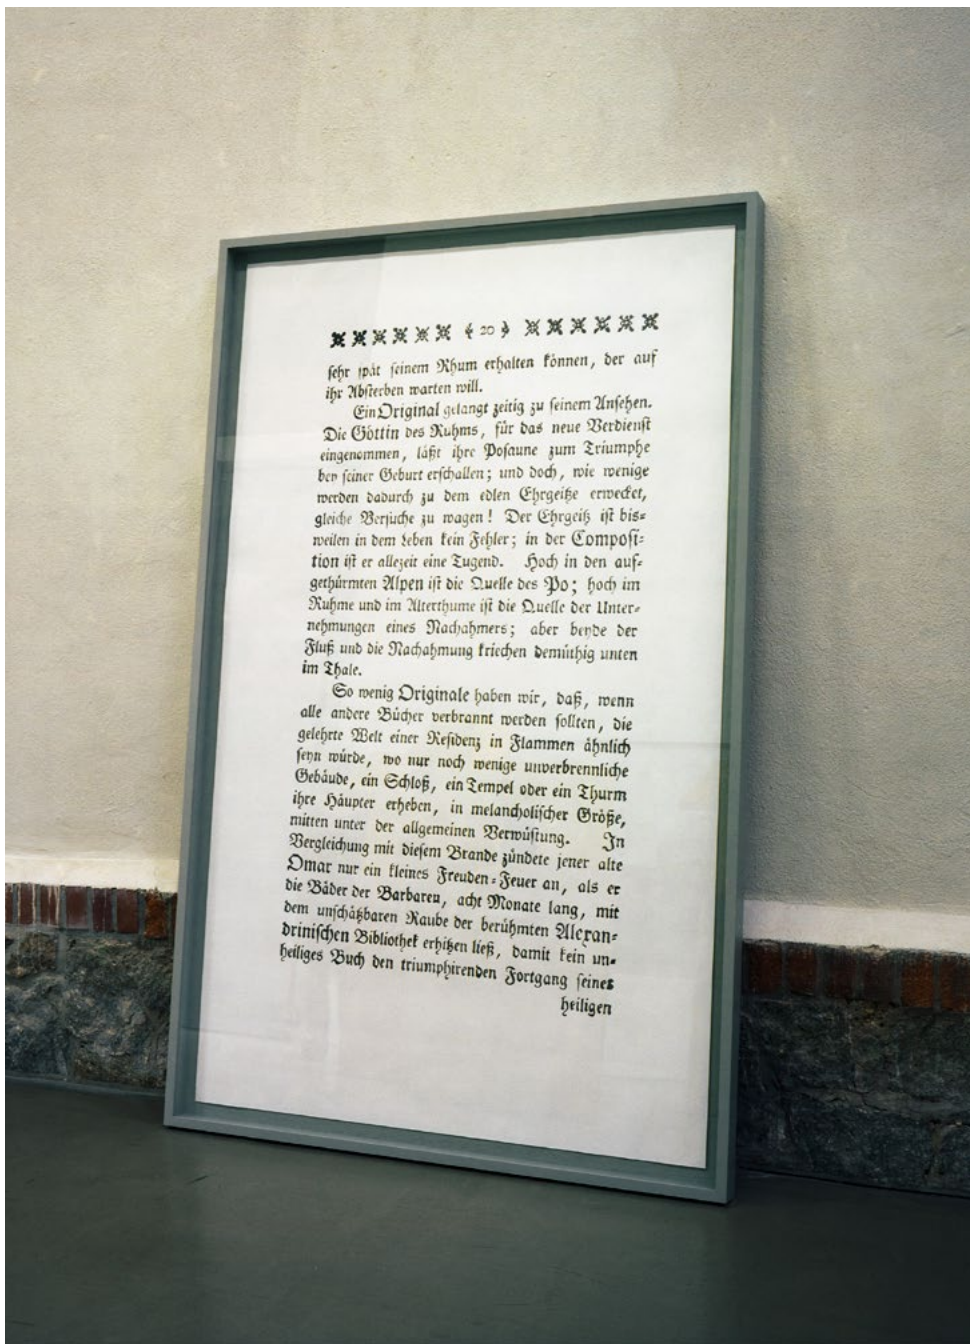 ( 20 )
sehr spät seinem Rhum erhalten können, der auf
ihr Absterben warten will.
Ein Original gelangt zeitig zu seinem Ansehen.
Die Göttin des Ruhms, für das neue Verdienst
eingenommen, läßt ihre Posaune zum Triumphe
bey seiner Geburt erschallen; und doch, wie wenige
werden dadurch zu dem edlen Ehrgeitze erwecket,
gleiche Versuche zu wagen! Der Ehrgeitz ist bis-
weilen in dem Leben kein Fehler; in der Composi-
tion ist er allezeit eine Tugend. Hoch in den auf-
gethürmten Alpen ist die Quelle des Po; hoch im
Ruhme und im Alterthume ist die Quelle der Unter-
nehmungen eines Nachahmers; aber beyde der
Fluß und die Nachahmung kriechen demüthig unten
im Thale.
So wenig Originale haben wir, daß, wenn
alle andere Bücher verbrannt werden sollten, die
gelehrte Welt einer Residenz in Flammen ähnlich
seyn würde, wo nur noch wenige unverbrennliche
Gebäude, ein Schloß, ein Tempel oder ein Thurm
ihre Häupter erheben, in melancholischer Größe,
mitten unter der allgemeinen Verwüstung. In
Vergleichung mit diesem Brande zündete jener alte
Omar nur ein kleines Freuden-Feuer an, als er
die Bäder der Barbaren, acht Monate lang, mit
dem unschätzbaren Raube der berühmten Alexan-
drinischen Bibliothek erhitzen ließ, damit kein un-
heiliges Buch den triumphirenden Fortgang seines
heiligen